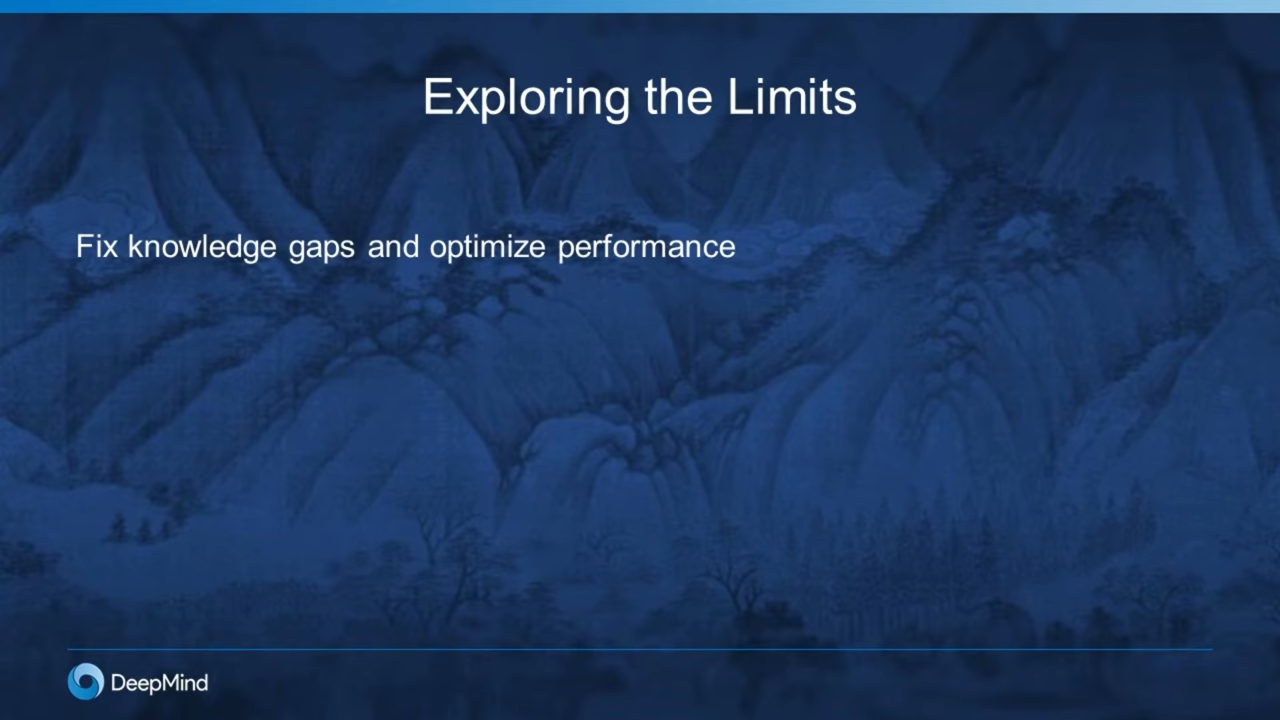 Exploring the Limits
Fix knowledge gaps and optimize performance
DeepMind